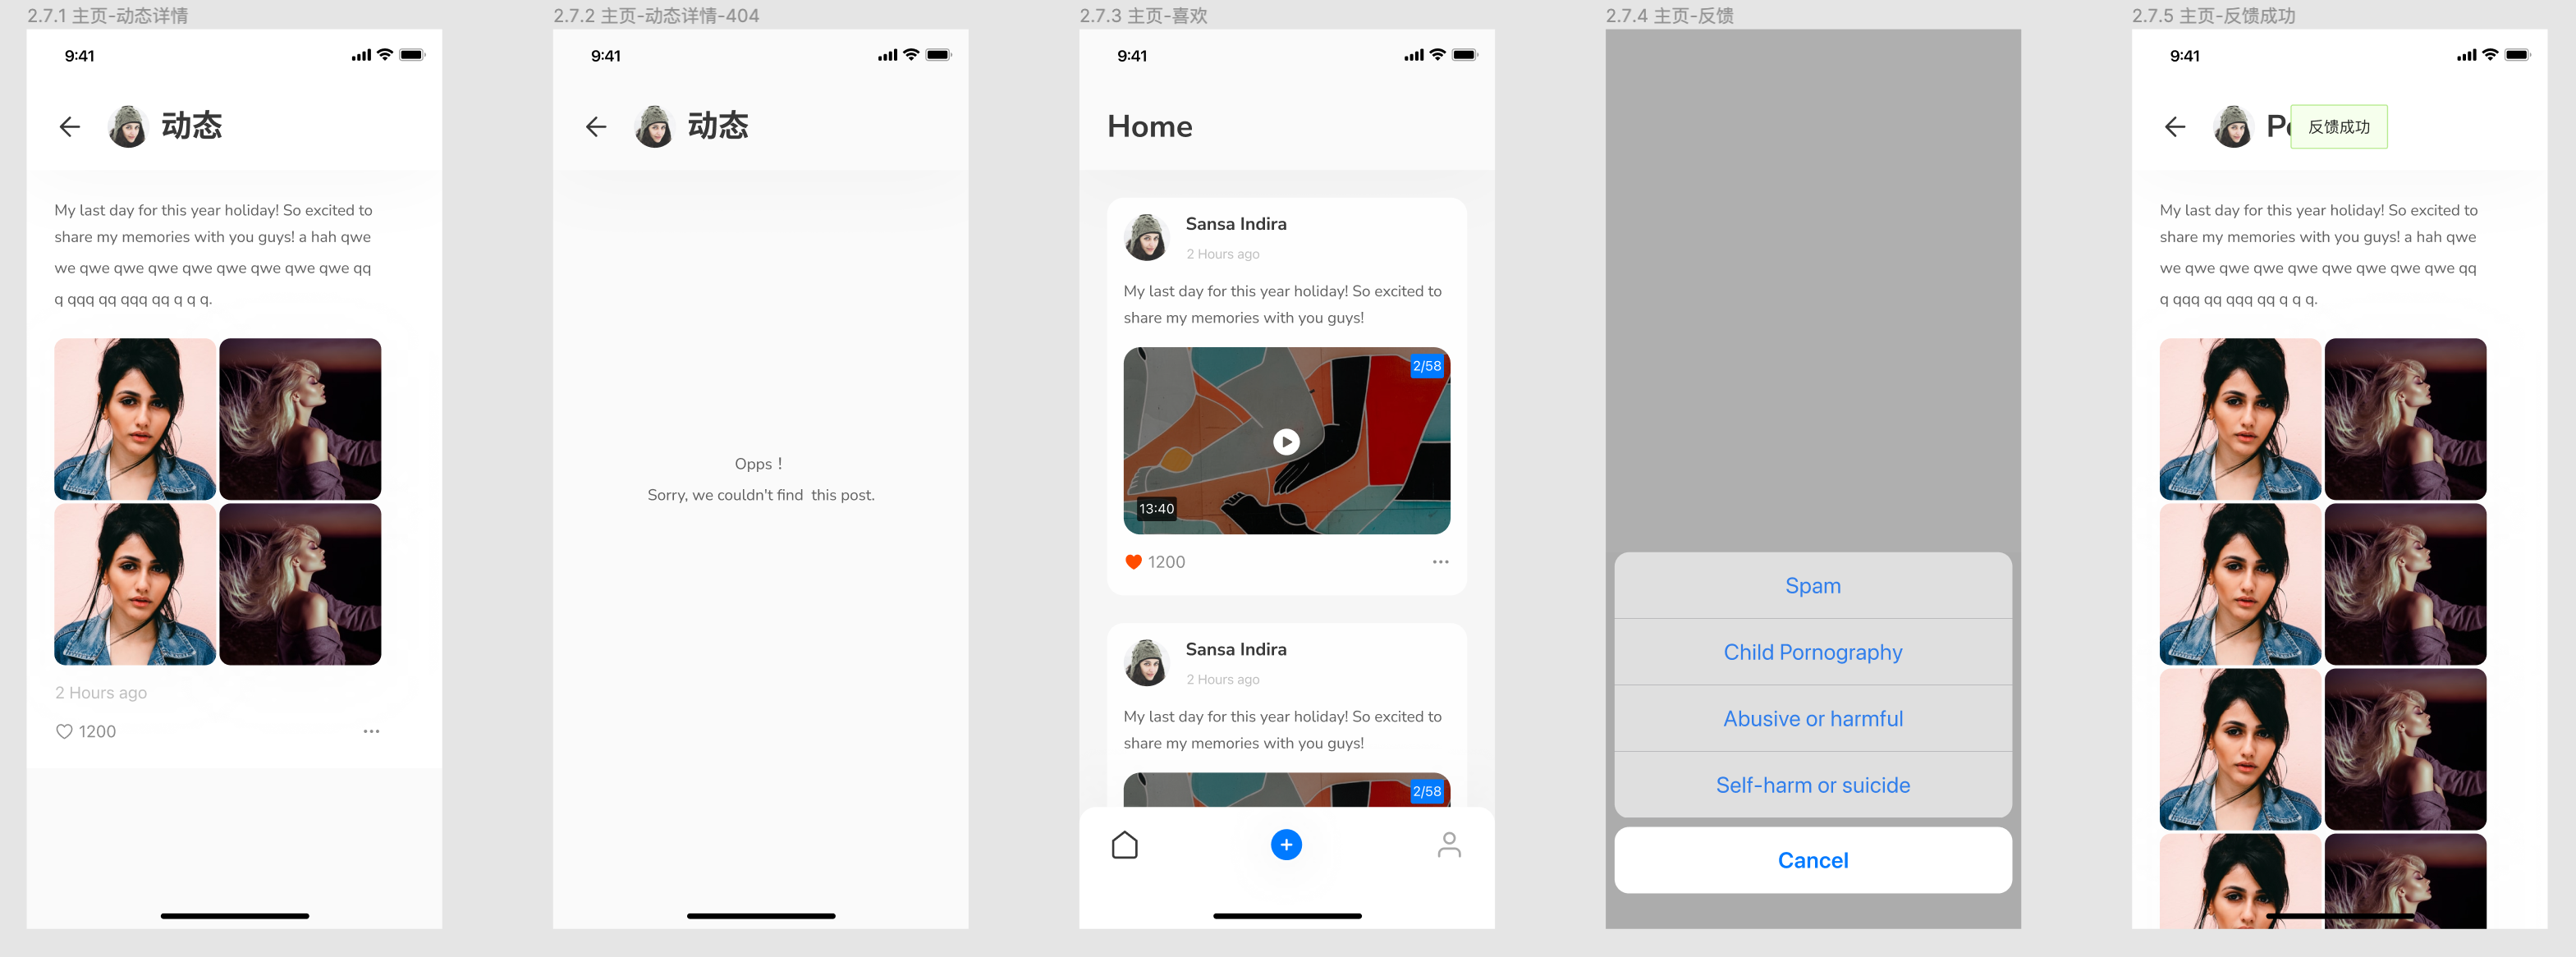 2.7.1 主页-动态详情
9:41
动态
My last day for this year holiday! So excited to
share my memories with you guys! a hah qwe
we qwe qwe qwe qwe qwe qwe qwe qwe qq
q qqq qq qqq qq q q q.
2 Hours ago
1200
2.7.2 主页-动态详情-404
9:41
动态
Opps！
Sorry, we couldn't find this post.
2.7.3 主页-喜欢
9:41
Home
Sansa Indira
2 Hours ago
My last day for this year holiday! So excited to
share my memories with you guys!
2/58
13:40
1200
Sansa Indira
2 Hours ago
My last day for this year holiday! So excited to
share my memories with you guys!
2/58
2.7.4 主页-反馈
Spam
Child Pornography
Abusive or harmful
Self-harm or suicide
Cancel
2.7.5 主页-反馈成功
9:41
反馈成功
My last day for this year holiday! So excited to
share my memories with you guys! a hah qwe
we qwe qwe qwe qwe qwe qwe qwe qwe qq
q qqq qq qqq qq q q q.